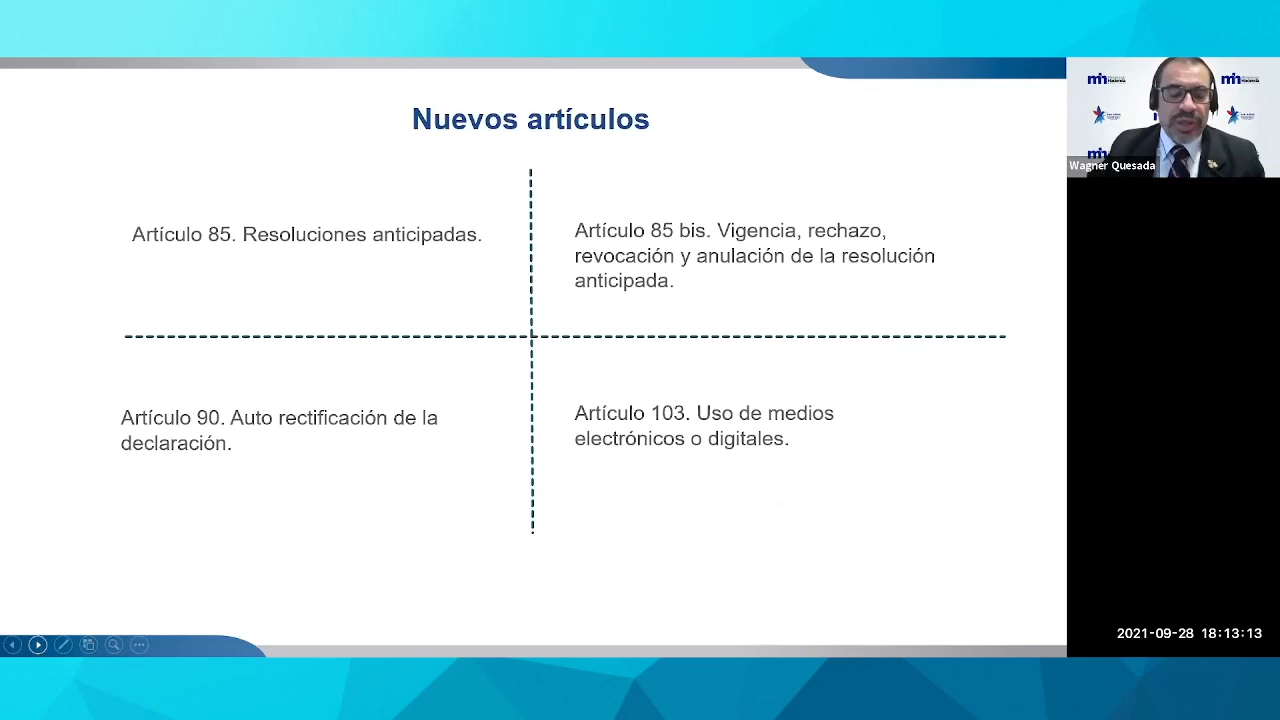 Nuevos artículos
Artículo 85. Resoluciones anticipadas.
Artículo 85 bis. Vigencia, rechazo,
revocación y anulación de la resolución
anticipada.
Artículo 90. Auto rectificación de la
declaración.
Artículo 103. Uso de medios
electrónicos o digitales.
Wagner Quesada
2021-09-28 18:13:13